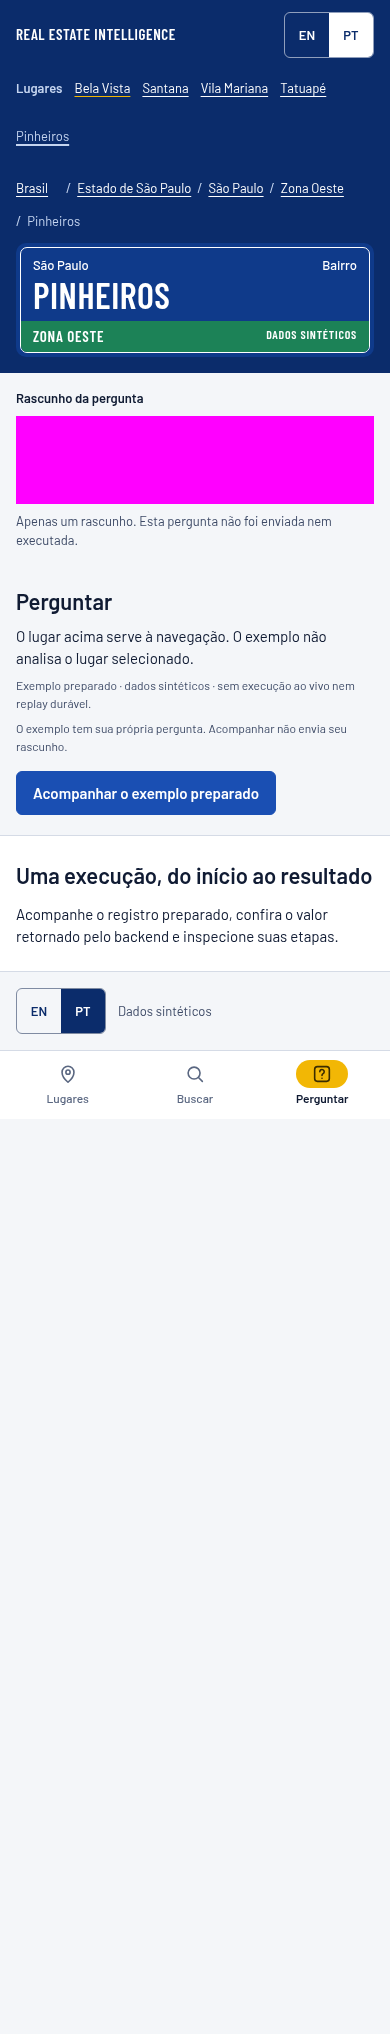 REAL ESTATE INTELLIGENCE
EN PT
Lugares Bela Vista Santana Vila Mariana Tatuapé
Pinheiros
Brasil / Estado de São Paulo / São Paulo / Zona Oeste
/ Pinheiros
São Paulo Bairro
PINHEIROS
ZONA OESTE DADOS SINTÉTICOS
Rascunho da pergunta
Apenas um rascunho. Esta pergunta não foi enviada nem
executada.
Perguntar
O lugar acima serve à navegação. O exemplo não
analisa o lugar selecionado.
Exemplo preparado · dados sintéticos · sem execução ao vivo nem
replay durável.
O exemplo tem sua própria pergunta. Acompanhar não envia seu
rascunho.
Acompanhar o exemplo preparado
Uma execução, do início ao resultado
Acompanhe o registro preparado, confira o valor
retornado pelo backend e inspecione suas etapas.
EN PT Dados sintéticos
Lugares Buscar Perguntar